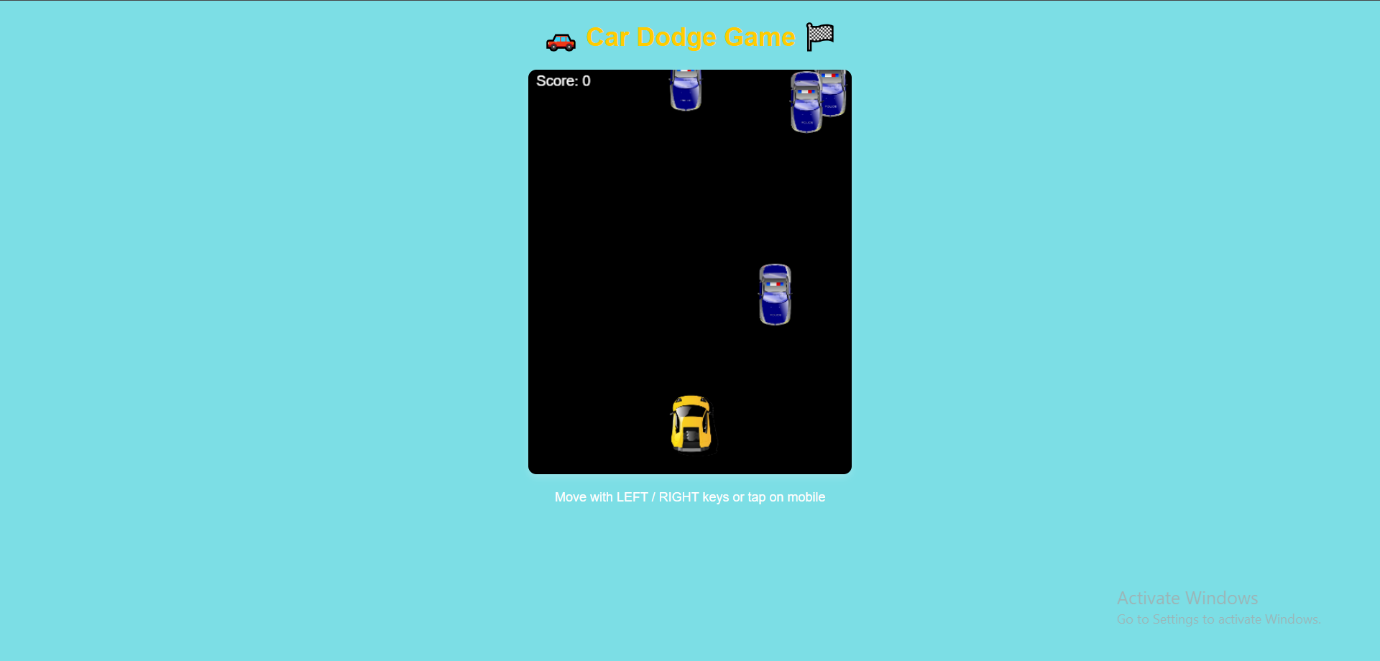 🚗 Car Dodge Game 🏁
Score: 0
Move with LEFT / RIGHT keys or tap on mobile
Activate Windows
Go to Settings to activate Windows.